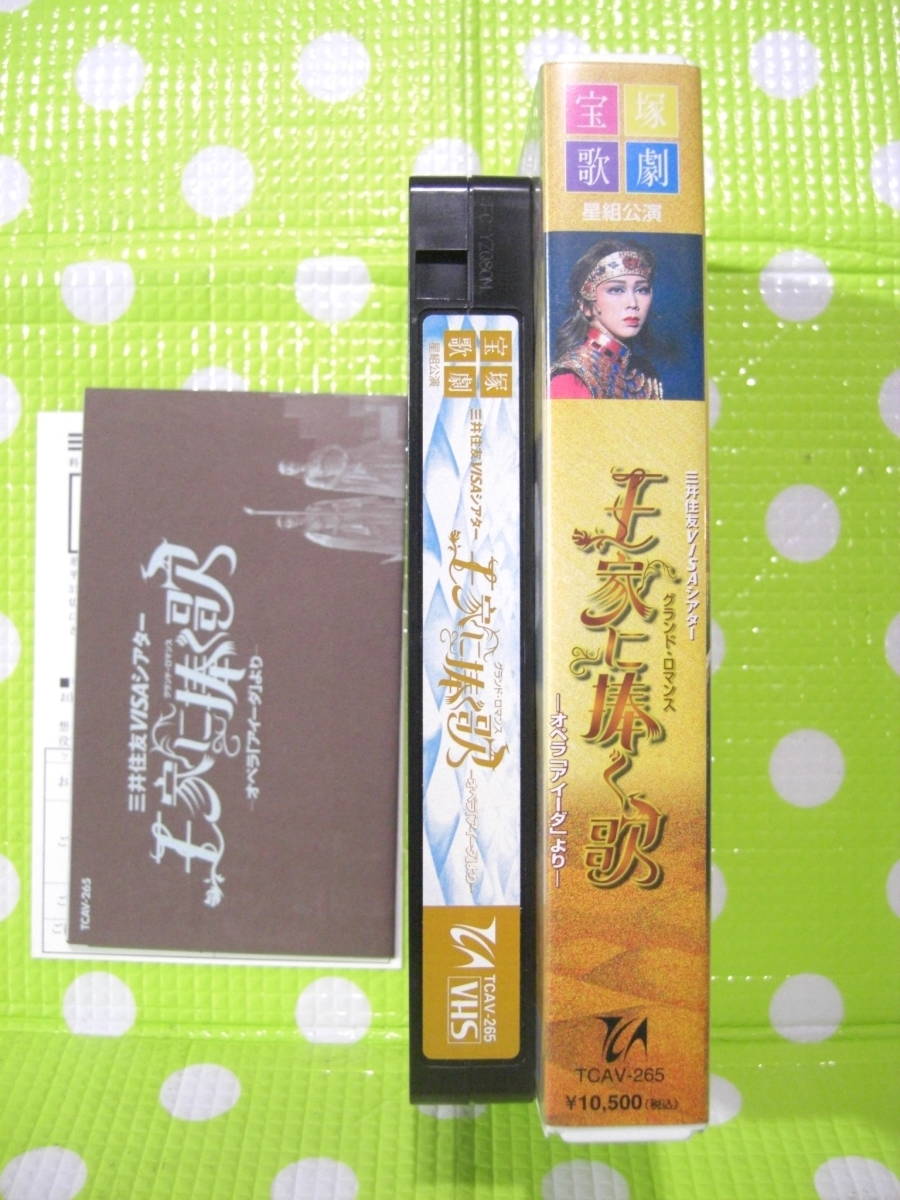 三井住友VISAシアター
グランド・ロマンス
王家に捧ぐ歌
―オペラ「アイーダ」より―
TCAV-265
宝塚
歌劇
星組公演
三井住友VISAシアター
グランド・ロマンス
王家に捧ぐ歌
―オペラ「アイーダ」より―
TCA
TCAV-265
VHS
宝塚
歌劇
星組公演
三井住友VISAシアター
グランド・ロマンス
王家に捧ぐ歌
―オペラ「アイーダ」より―
TCA
TCAV-265
¥10,500(税込)